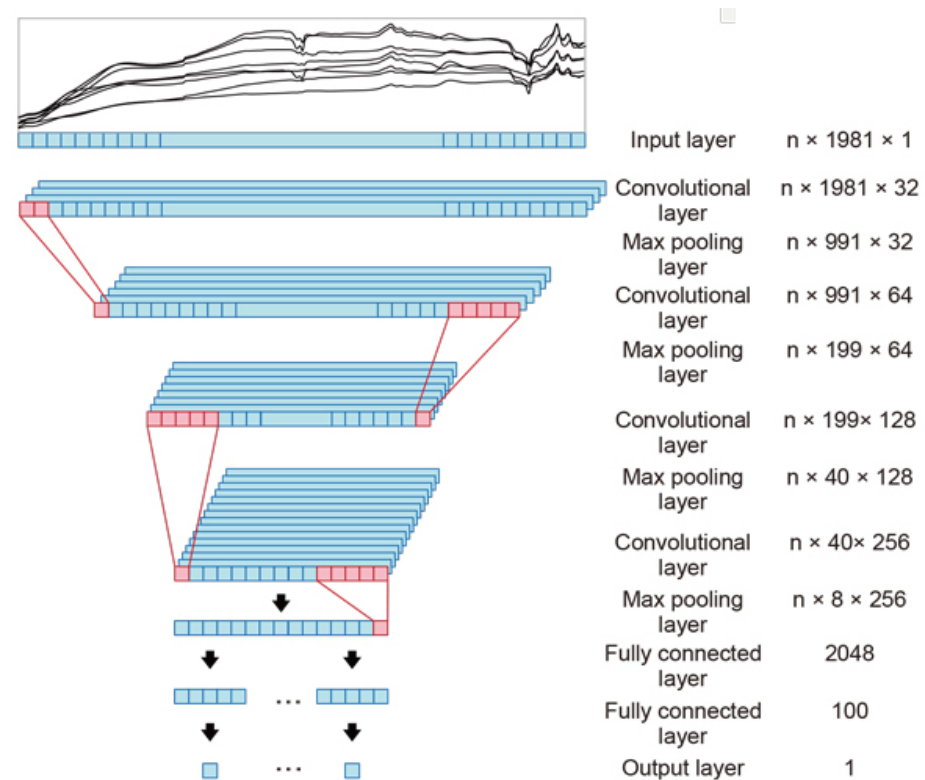 Input layer n × 1981 × 1
Convolutional n × 1981 × 32
layer
Max pooling n × 991 × 32
layer
Convolutional n × 991 × 64
layer
Max pooling n × 199 × 64
layer
Convolutional n × 199× 128
layer
Max pooling n × 40 × 128
layer
Convolutional n × 40× 256
layer
Max pooling n × 8 × 256
layer
Fully connected 2048
layer
...
Fully connected 100
layer
... Output layer 1